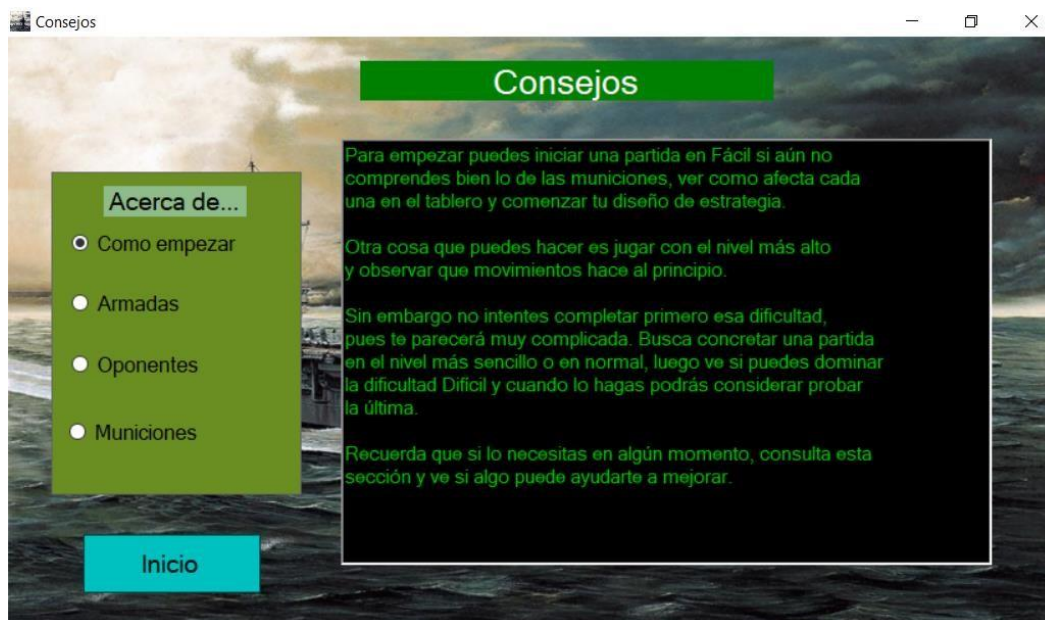 Consejos
Consejos
Acerca de...
Como empezar
Armadas
Oponentes
Municiones
Inicio
Para empezar puedes iniciar una partida en Fácil si aún no
comprendes bien lo de las municiones, ver como afecta cada
una en el tablero y comenzar tu diseño de estrategia.
Otra cosa que puedes hacer es jugar con el nivel más alto
y observar que movimientos hace al principio.
Sin embargo no intentes completar primero esa dificultad,
pues te parecerá muy complicada. Busca concretar una partida
en el nivel más sencillo o en normal, luego ve si puedes dominar
la dificultad Difícil y cuando lo hagas podrás considerar probar
la última.
Recuerda que si lo necesitas en algún momento, consulta esta
sección y ve si algo puede ayudarte a mejorar.